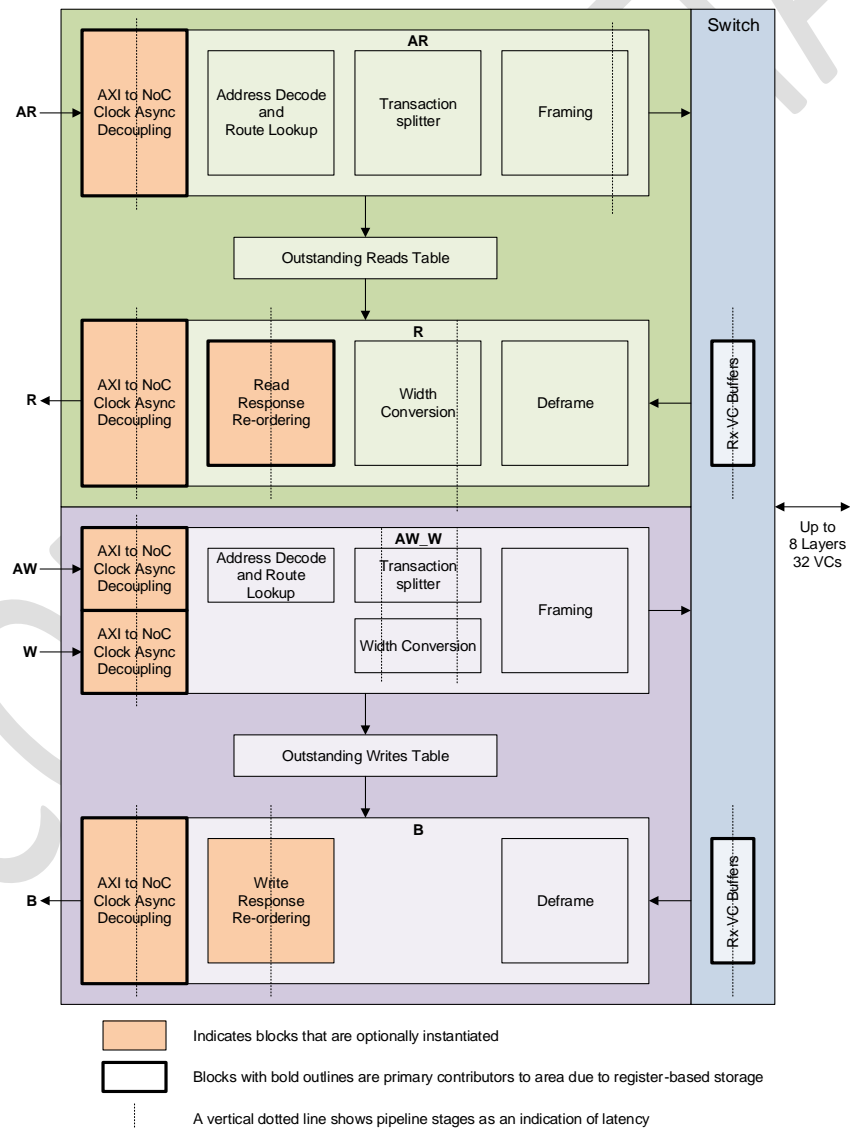 Switch
AR
AR
AXI to NoC
Clock Async
Decoupling
Address Decode
and
Route Lookup
Transaction
splitter
Framing
Outstanding Reads Table
R
R
AXI to NoC
Clock Async
Decoupling
Read
Response
Re-ordering
Width
Conversion
Deframe
Rx VC Buffers
Up to
8 Layers
32 VCs
AW_W
AW
AXI to NoC
Clock Async
Decoupling
Address Decode
and Route
Lookup
Transaction
splitter
Framing
W
AXI to NoC
Clock Async
Decoupling
Width Conversion
Outstanding Writes Table
B
B
AXI to NoC
Clock Async
Decoupling
Write
Response
Re-ordering
Deframe
Rx VC Buffers
Indicates blocks that are optionally instantiated
Blocks with bold outlines are primary contributors to area due to register-based storage
A vertical dotted line shows pipeline stages as an indication of latency